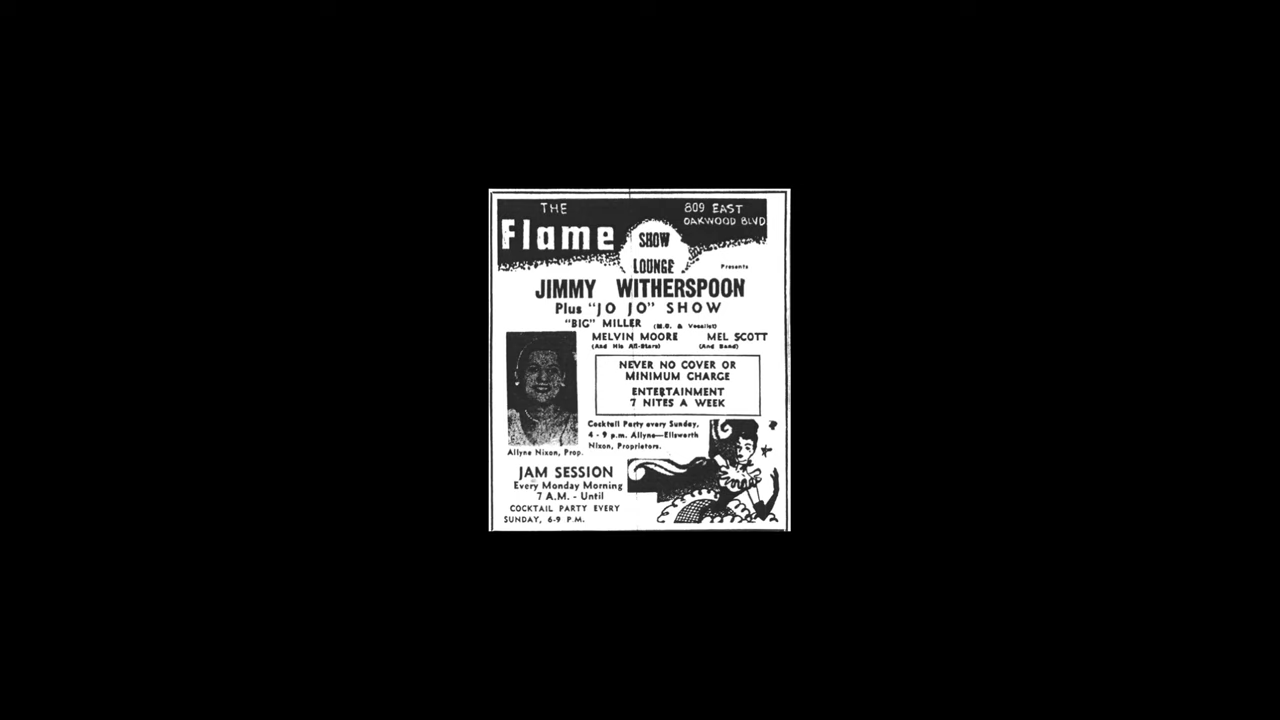 THE
Flame
SHOW
LOUNGE
809 EAST
OAKWOOD BLVD
Presents
JIMMY WITHERSPOON
Plus "JO JO" SHOW
"BIG" MILLER (M.C. & Vocalist)
MELVIN MOORE MEL SCOTT
(And His All-Stars) (And Band)
NEVER NO COVER OR
MINIMUM CHARGE
ENTERTAINMENT
7 NITES A WEEK
Cocktail Party every Sunday,
4 - 9 p.m. Allyne—Ellsworth
Nixon, Proprietors.
Allyne Nixon, Prop.
JAM SESSION
Every Monday Morning
7 A.M. - Until
COCKTAIL PARTY EVERY
SUNDAY, 6-9 P.M.